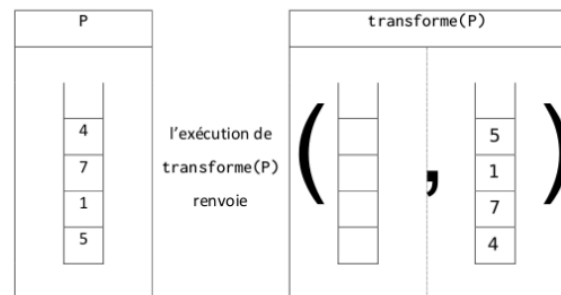 P
transforme(P)
4
7
1
5
l'exécution de
transforme(P)
renvoie
( , )
5
1
7
4